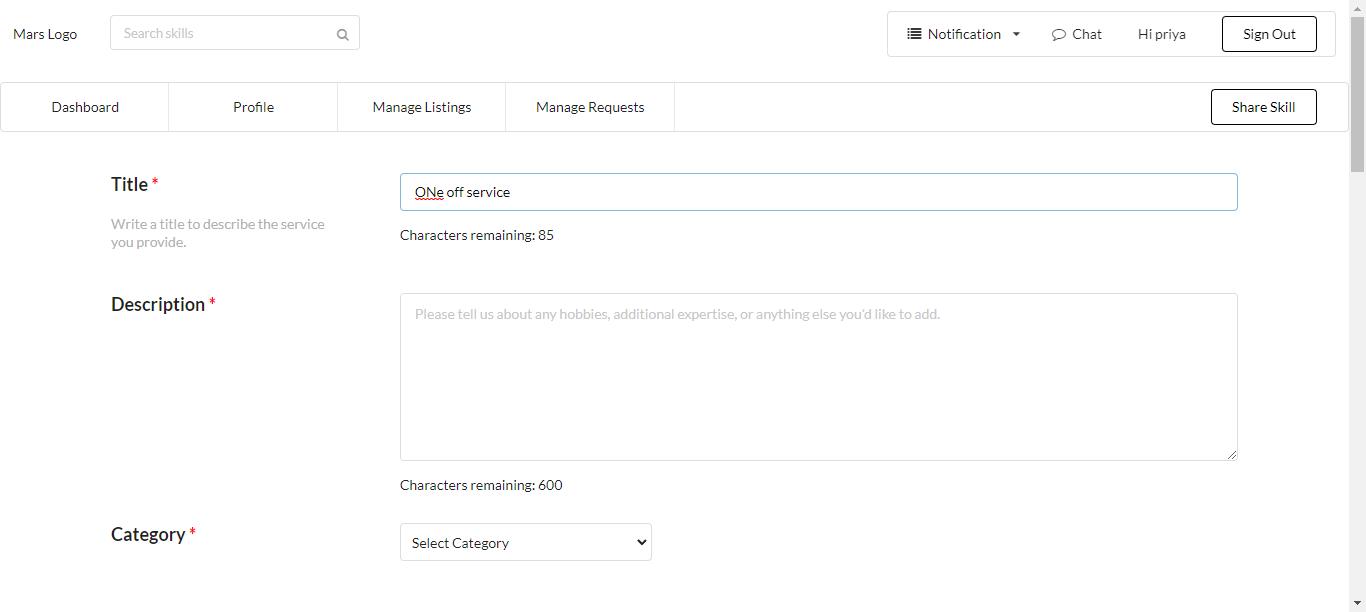 Mars Logo
Search skills
Notification
Chat
Hi priya
Sign Out
Dashboard
Profile
Manage Listings
Manage Requests
Share Skill
Title *
ONe off service
Write a title to describe the service
you provide.
Characters remaining: 85
Description *
Please tell us about any hobbies, additional expertise, or anything else you'd like to add.
Characters remaining: 600
Category *
Select Category